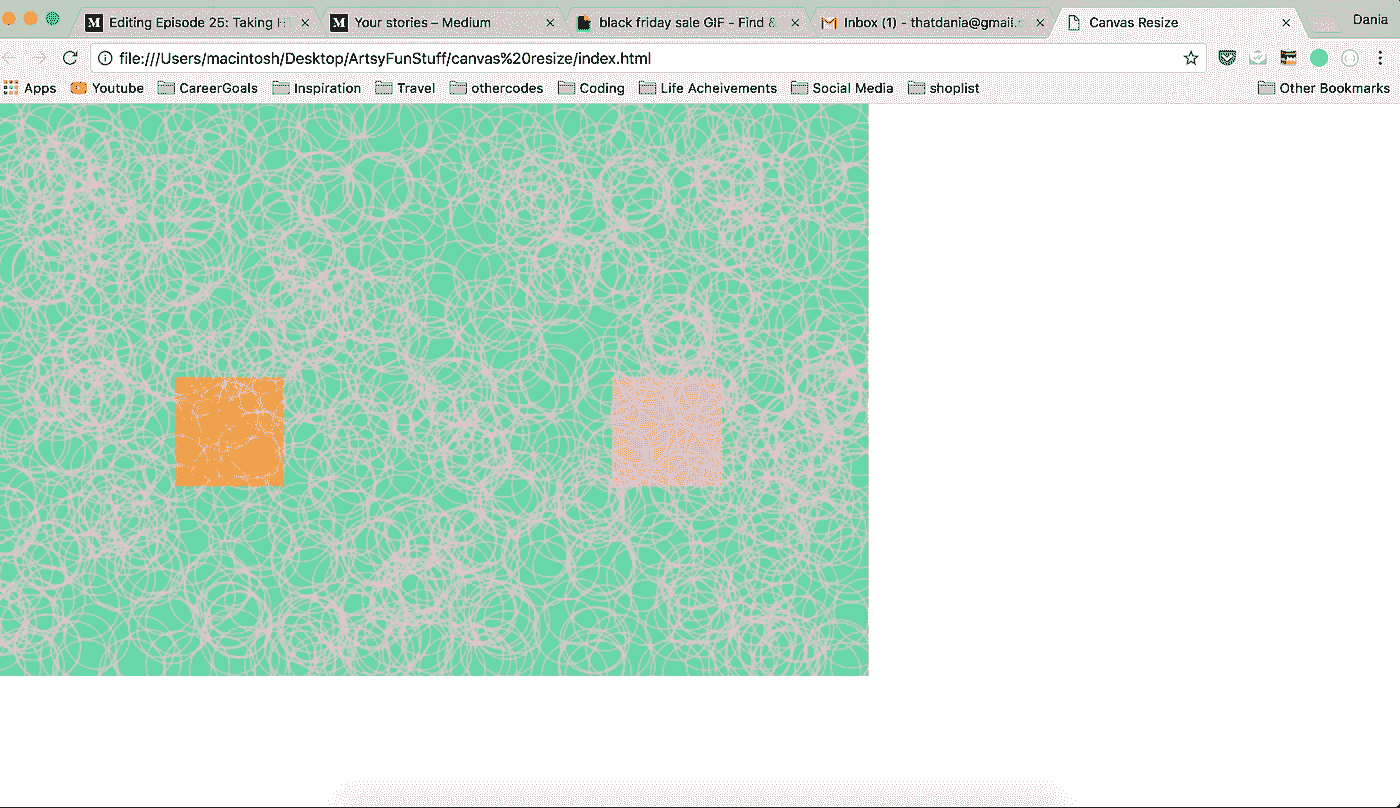 Editing Episode 25: Taking
Your stories – Medium
black friday sale GIF - Find &
Inbox (1) - thatdania@gmail.c
Canvas Resize
Dania
file:///Users/macintosh/Desktop/ArtsyFunStuff/canvas%20resize/index.html
Apps
Youtube
CareerGoals
Inspiration
Travel
othercodes
Coding
Life Acheivements
Social Media
shoplist
Other Bookmarks